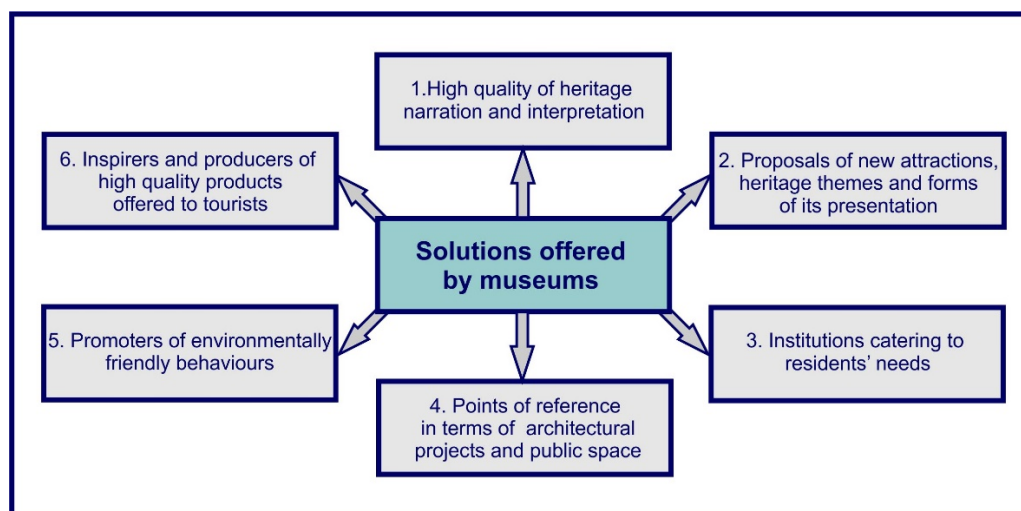 1.High quality of heritage
narration and interpretation
6. Inspirers and producers of
high quality products
offered to tourists
2. Proposals of new attractions,
heritage themes and forms
of its presentation
Solutions offered
by museums
5. Promoters of environmentally
friendly behaviours
3. Institutions catering to
residents’ needs
4. Points of reference
in terms of architectural
projects and public space